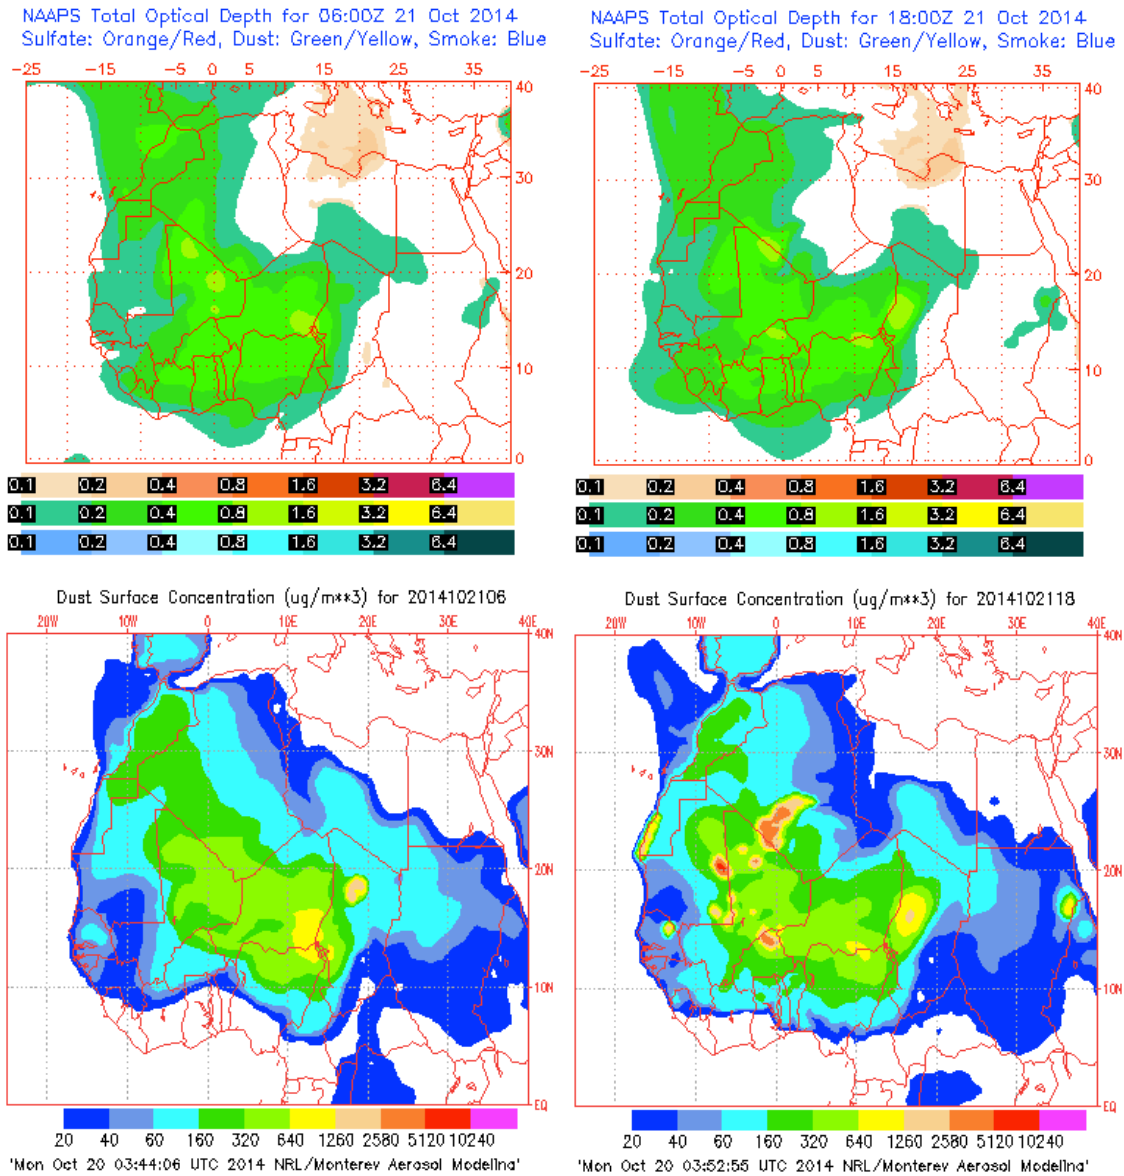 NAAPS Total Optical Depth for 06:00Z 21 Oct 2014
Sulfate: Orange/Red, Dust: Green/Yellow, Smoke: Blue
-25 -15 -5 0 5 15 25 35
40
30
20
10
0
0.1 0.2 0.4 0.8 1.6 3.2 6.4
0.1 0.2 0.4 0.8 1.6 3.2 6.4
0.1 0.2 0.4 0.8 1.6 3.2 6.4
NAAPS Total Optical Depth for 18:00Z 21 Oct 2014
Sulfate: Orange/Red, Dust: Green/Yellow, Smoke: Blue
-25 -15 -5 0 5 15 25 35
40
30
20
10
0
0.1 0.2 0.4 0.8 1.6 3.2 6.4
0.1 0.2 0.4 0.8 1.6 3.2 6.4
0.1 0.2 0.4 0.8 1.6 3.2 6.4
Dust Surface Concentration (ug/m**3) for 2014102106
20W 10W 0 10E 20E 30E 40E
40N
30N
20N
10N
EQ
20 40 60 160 320 640 1260 2580 5120 10240
'Mon Oct 20 03:44:06 UTC 2014 NRL/Monterey Aerosol Modeling'
Dust Surface Concentration (ug/m**3) for 2014102118
20W 10W 0 10E 20E 30E 40E
40N
30N
20N
10N
EQ
20 40 60 160 320 640 1260 2580 5120 10240
'Mon Oct 20 03:52:55 UTC 2014 NRL/Monterey Aerosol Modeling'